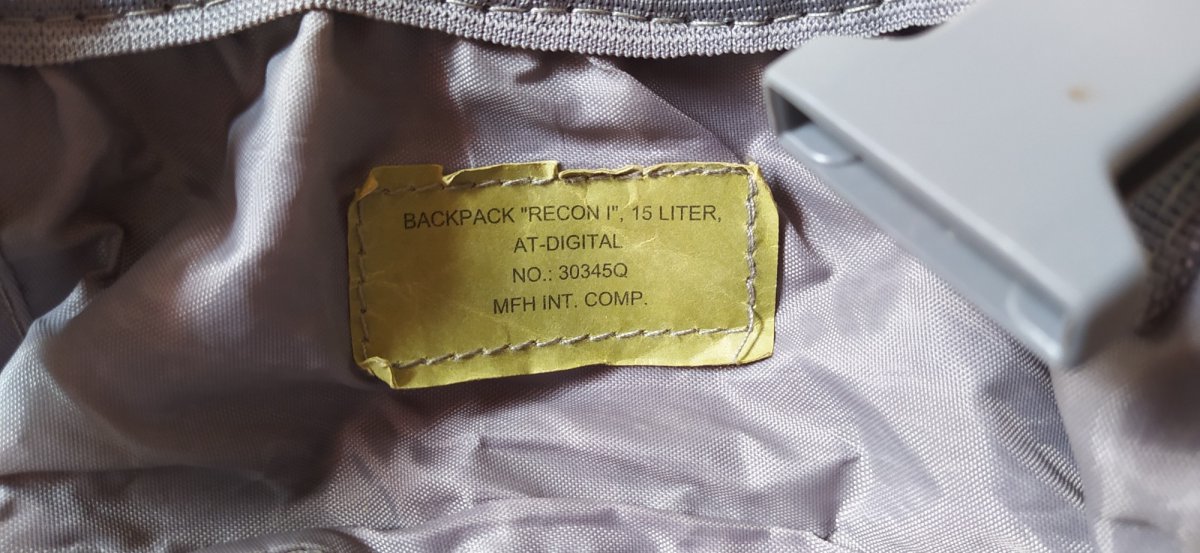 BACKPACK "RECON I", 15 LITER,
AT-DIGITAL
NO.: 30345Q
MFH INT. COMP.